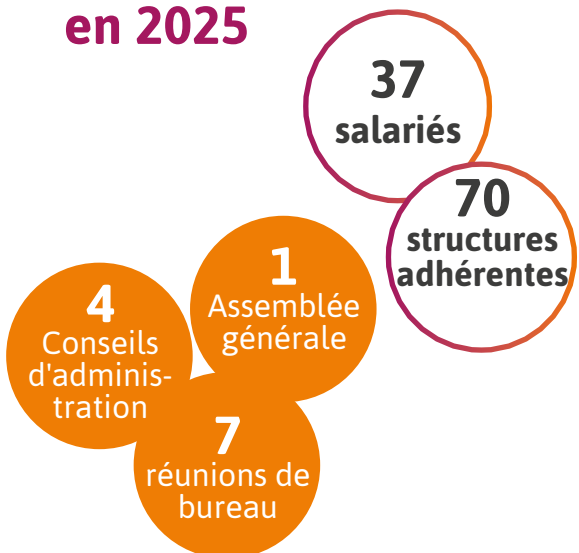 en 2025
37
salariés
70
structures
adhérentes
1
Assemblée
générale
4
Conseils
d'adminis-
tration
7
réunions de
bureau